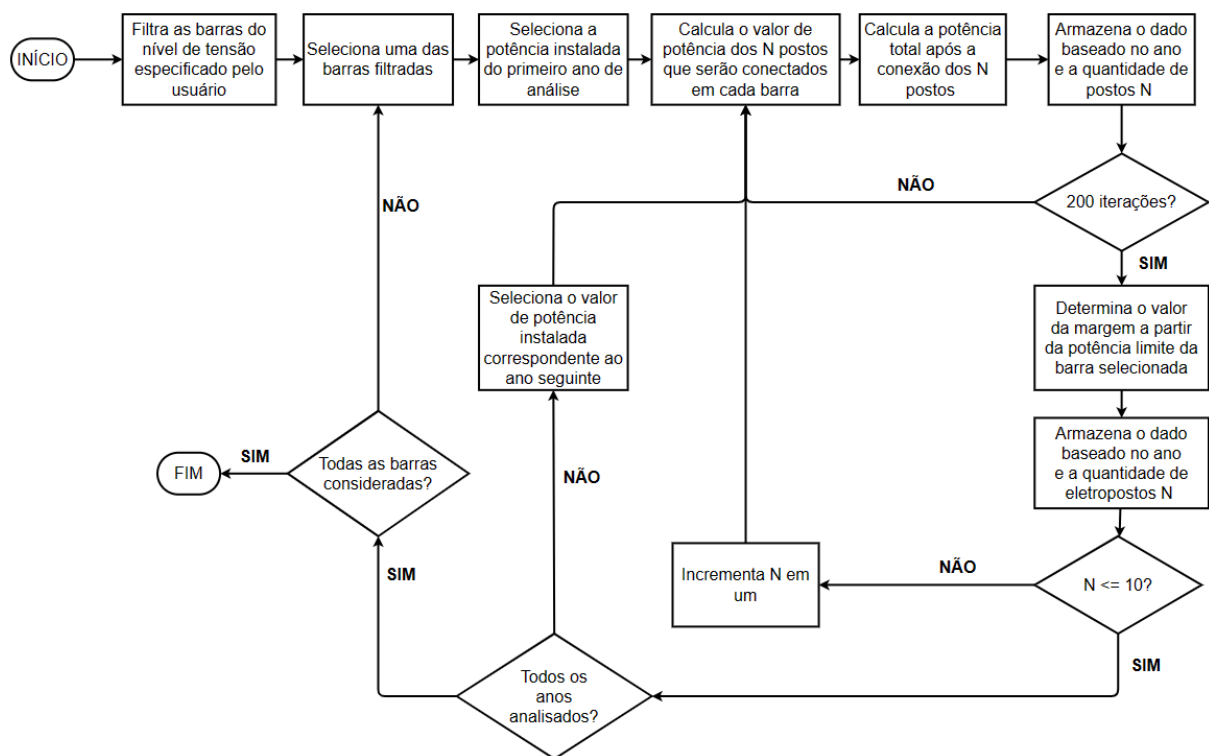 INÍCIO
Filtra as barras do
nível de tensão
especificado pelo
usuário
Seleciona uma das
barras filtradas
Seleciona a
potência instalada
do primeiro ano de
análise
Calcula o valor de
potência dos N postos
que serão conectados
em cada barra
Calcula a potência
total após a
conexão dos N
postos
Armazena o dado
baseado no ano
e a quantidade de
postos N
200 iterações?
NÃO
SIM
Determina o valor
da margem a partir
da potência limite da
barra selecionada
Armazena o dado
baseado no ano
e a quantidade de
eletropostos N
N <= 10?
NÃO
Incrementa N em
um
SIM
Todos os
anos
analisados?
NÃO
Seleciona o valor
de potência
instalada
correspondente ao
ano seguinte
SIM
Todas as barras
consideradas?
NÃO
SIM
FIM